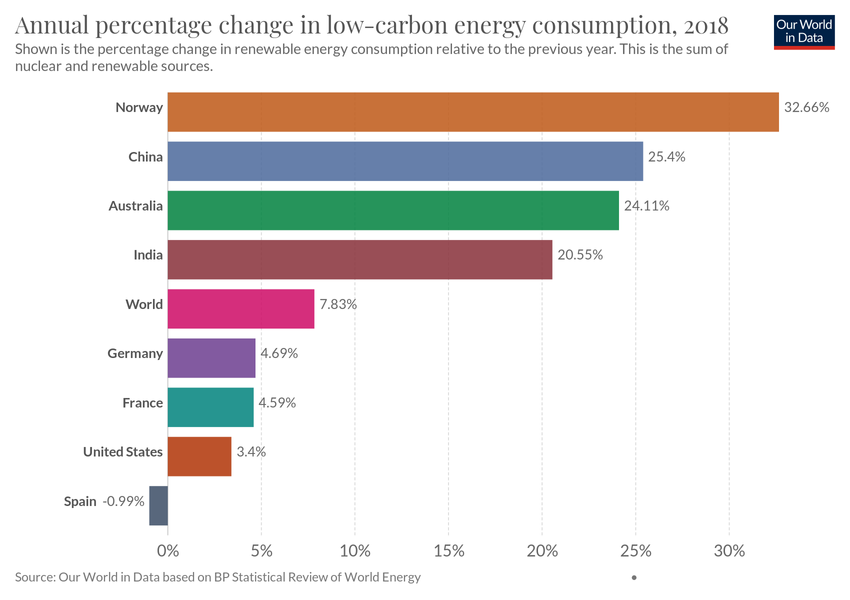 Annual percentage change in low-carbon energy consumption, 2018
Our World
in Data
Shown is the percentage change in renewable energy consumption relative to the previous year. This is the sum of
nuclear and renewable sources.
Norway 32.66%
China 25.4%
Australia 24.11%
India 20.55%
World 7.83%
Germany 4.69%
France 4.59%
United States 3.4%
Spain -0.99%
0% 5% 10% 15% 20% 25% 30%
Source: Our World in Data based on BP Statistical Review of World Energy •